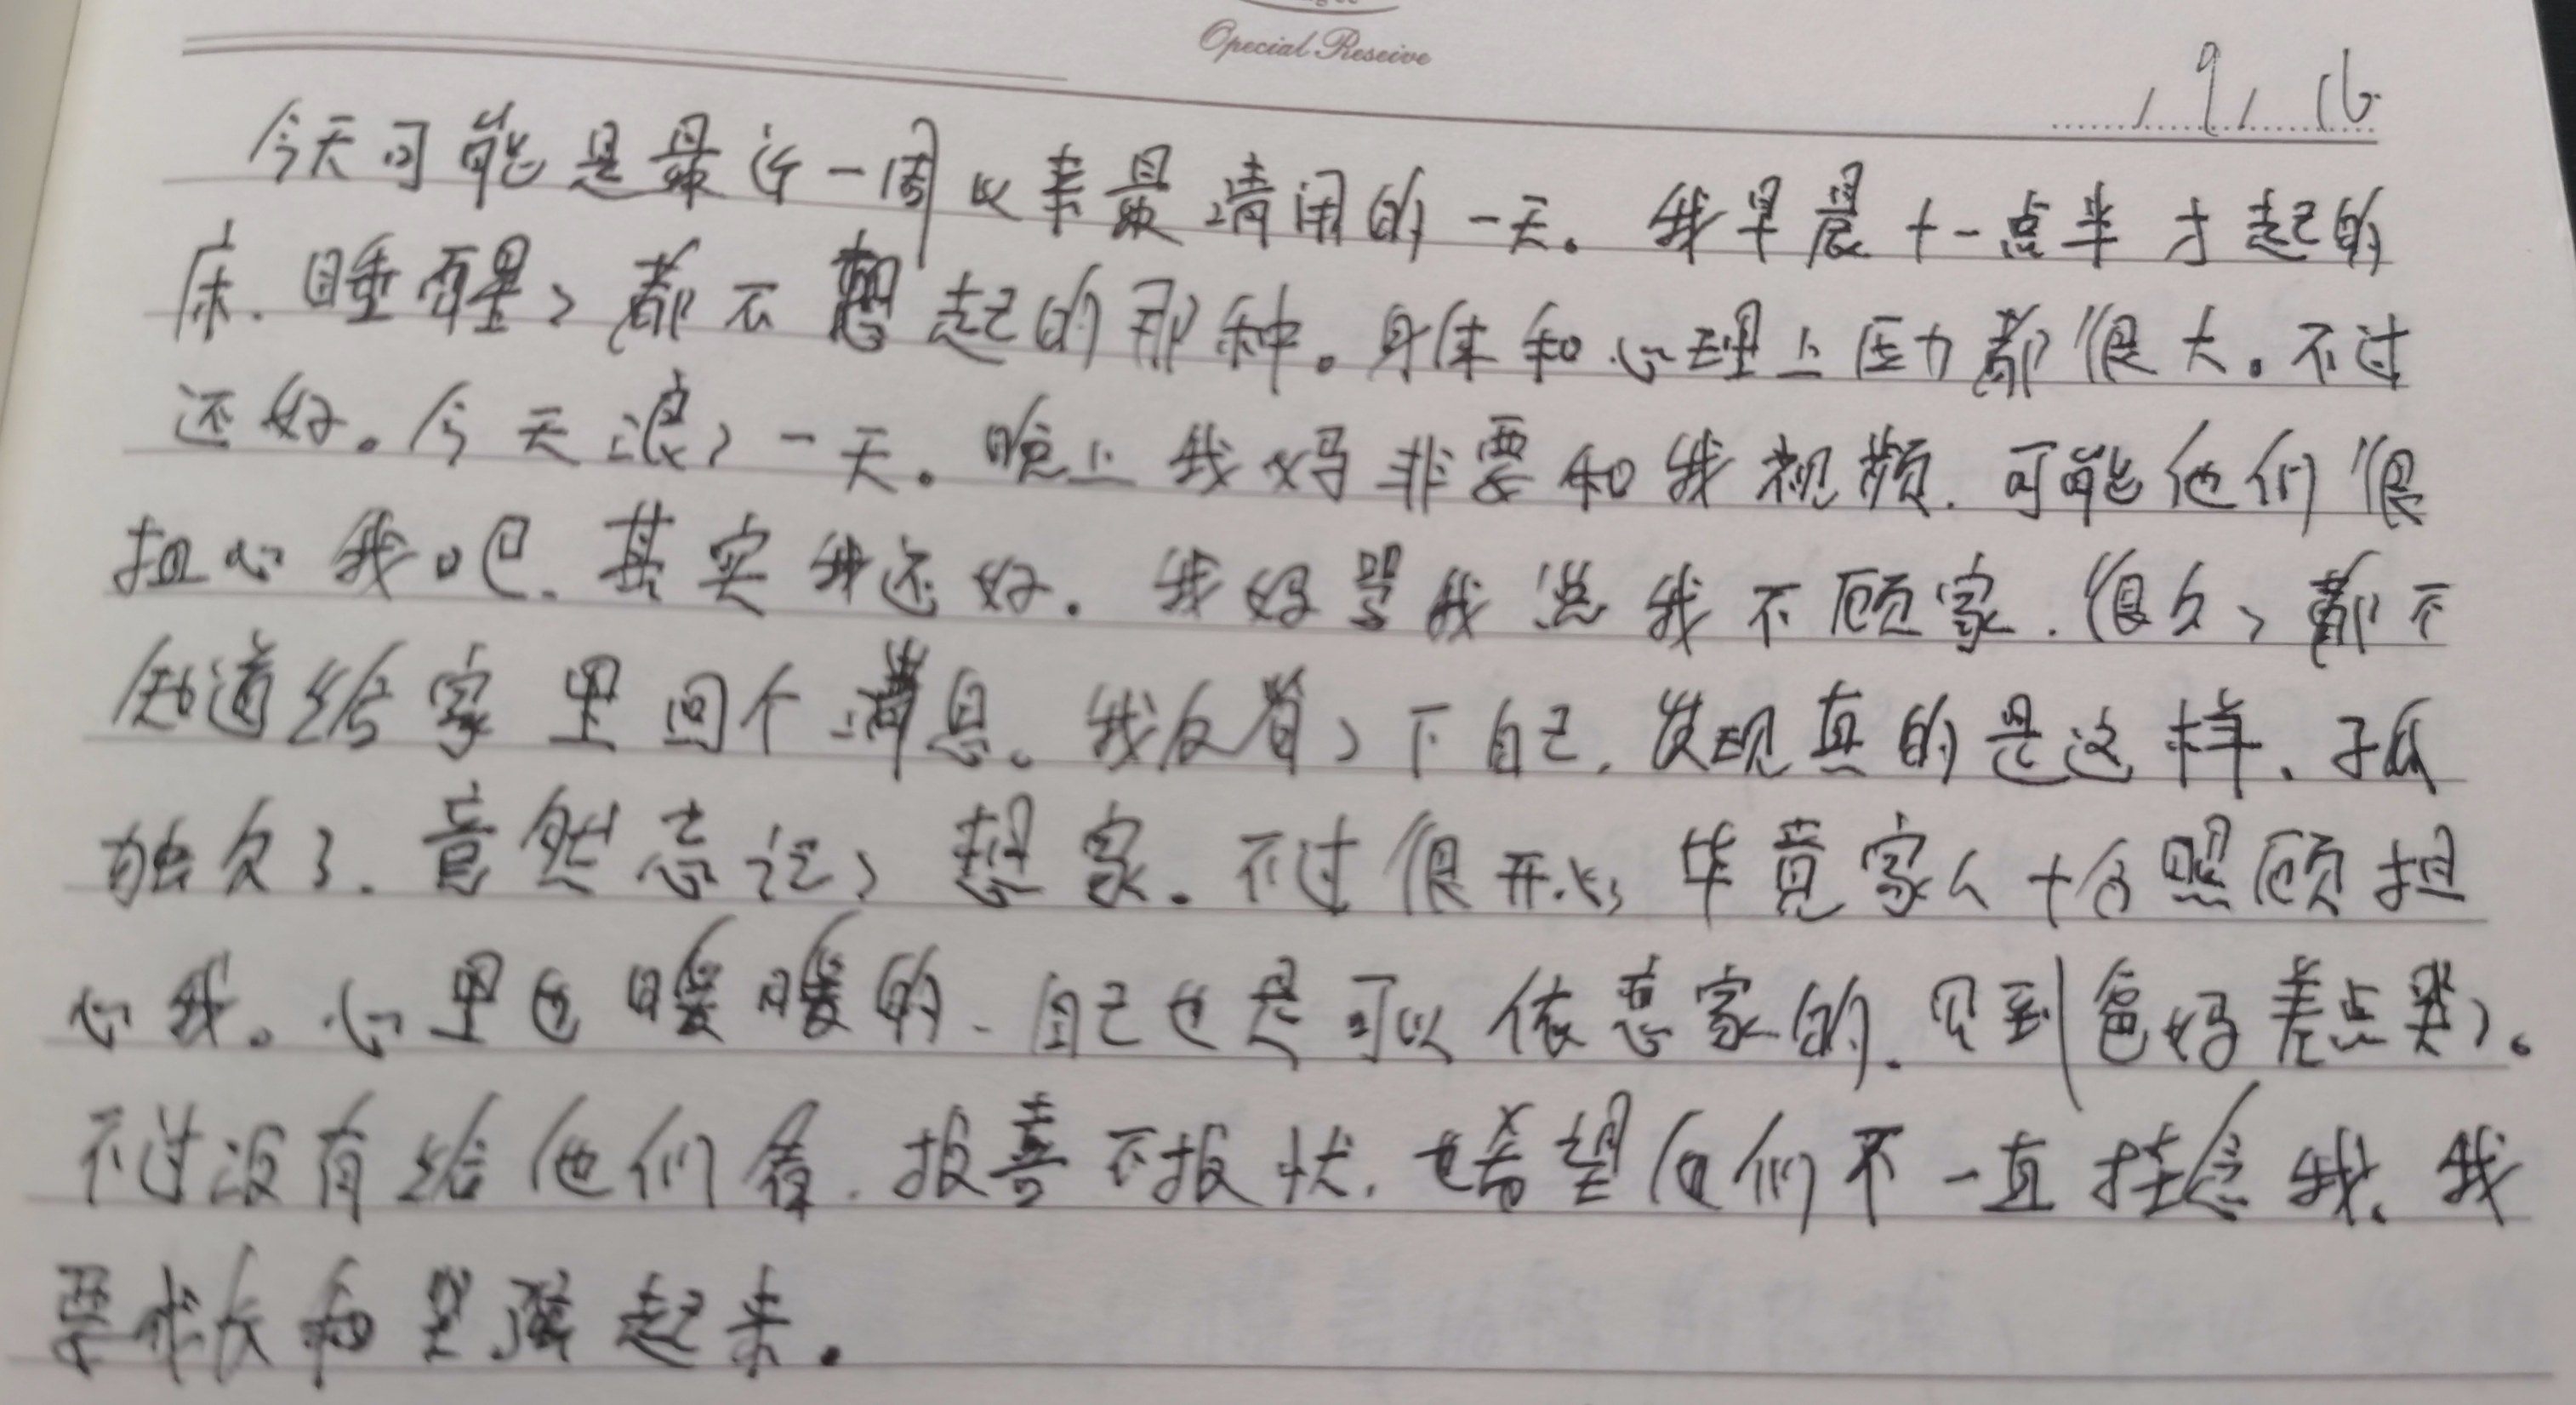 Special Reserve
/ 9 / 16
今天可能是最近一周以来最清闲的一天。我早晨十一点半才起的
床.睡醒了都不想起的那种。身体和心理上压力都很大。不过
还好。今天浪了一天。晚上我妈非要和我视频.可能他们很
担心我吧.其实我还好.我妈骂我说我不顾家.很久了都不
知道给家里回个消息。我反省了下自己.发现真的是这样.孤
独久了.竟然忘记了想家.不过很开心毕竟家人十分照顾担
心我。心里也暖暖的.自己也是可以依恋家的.见到爸妈差点哭了。
不过没有给他们看.报喜不报忧.也希望他们不一直挂念我.我
要成长和坚强起来.